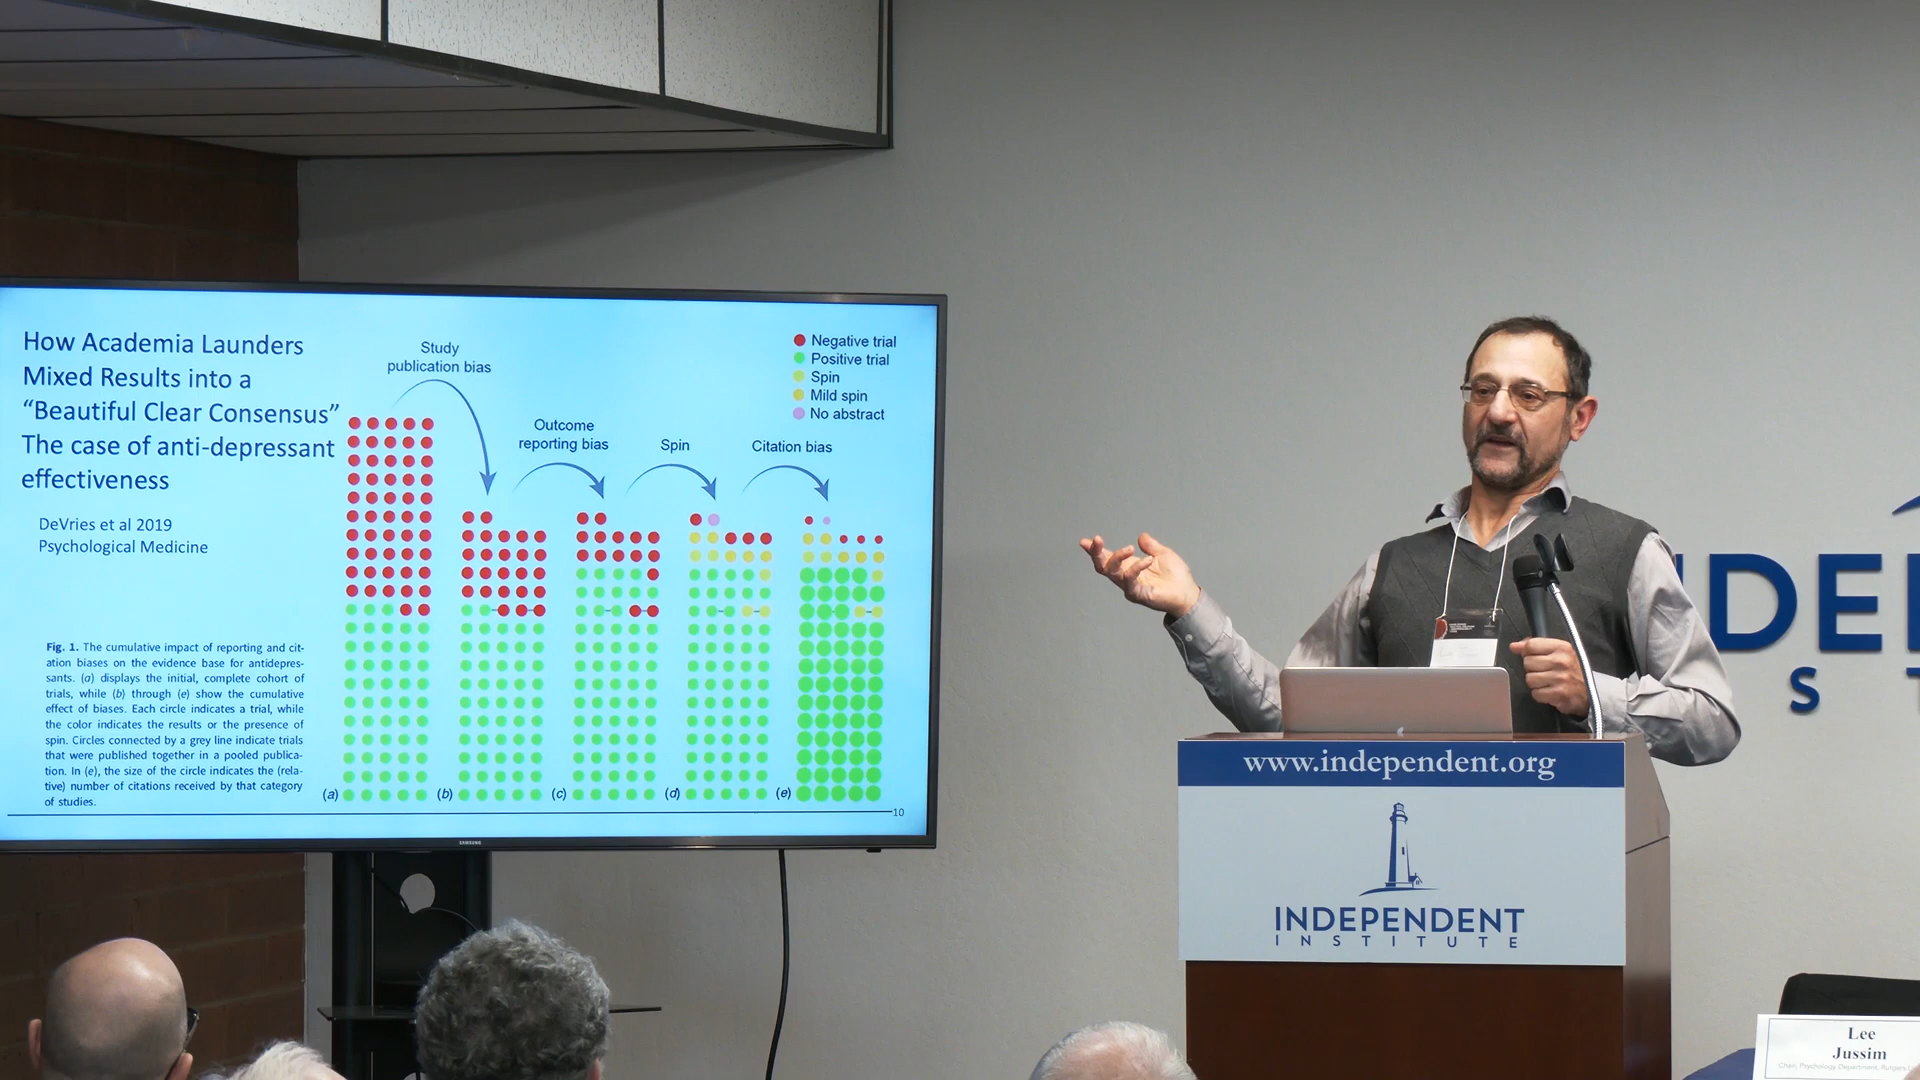 How Academia Launders
Mixed Results into a
“Beautiful Clear Consensus”
The case of anti-depressant
effectiveness
DeVries et al 2019
Psychological Medicine
Fig. 1. The cumulative impact of reporting and cit-
ation biases on the evidence base for antidepres-
sants. (a) displays the initial, complete cohort of
trials, while (b) through (e) show the cumulative
effect of biases. Each circle indicates a trial, while
the color indicates the results or the presence of
spin. Circles connected by a grey line indicate trials
that were published together in a pooled publica-
tion. In (e), the size of the circle indicates the (rela-
tive) number of citations received by that category
of studies.
Study
publication bias
Outcome
reporting bias
Spin
Citation bias
Negative trial
Positive trial
Spin
Mild spin
No abstract
(a)
(b)
(c)
(d)
(e)
10
SAMSUNG
DE
S T
www.independent.org
INDEPENDENT
INSTITUTE
Lee
Jussim
Chair, Psychology Department, Rutgers